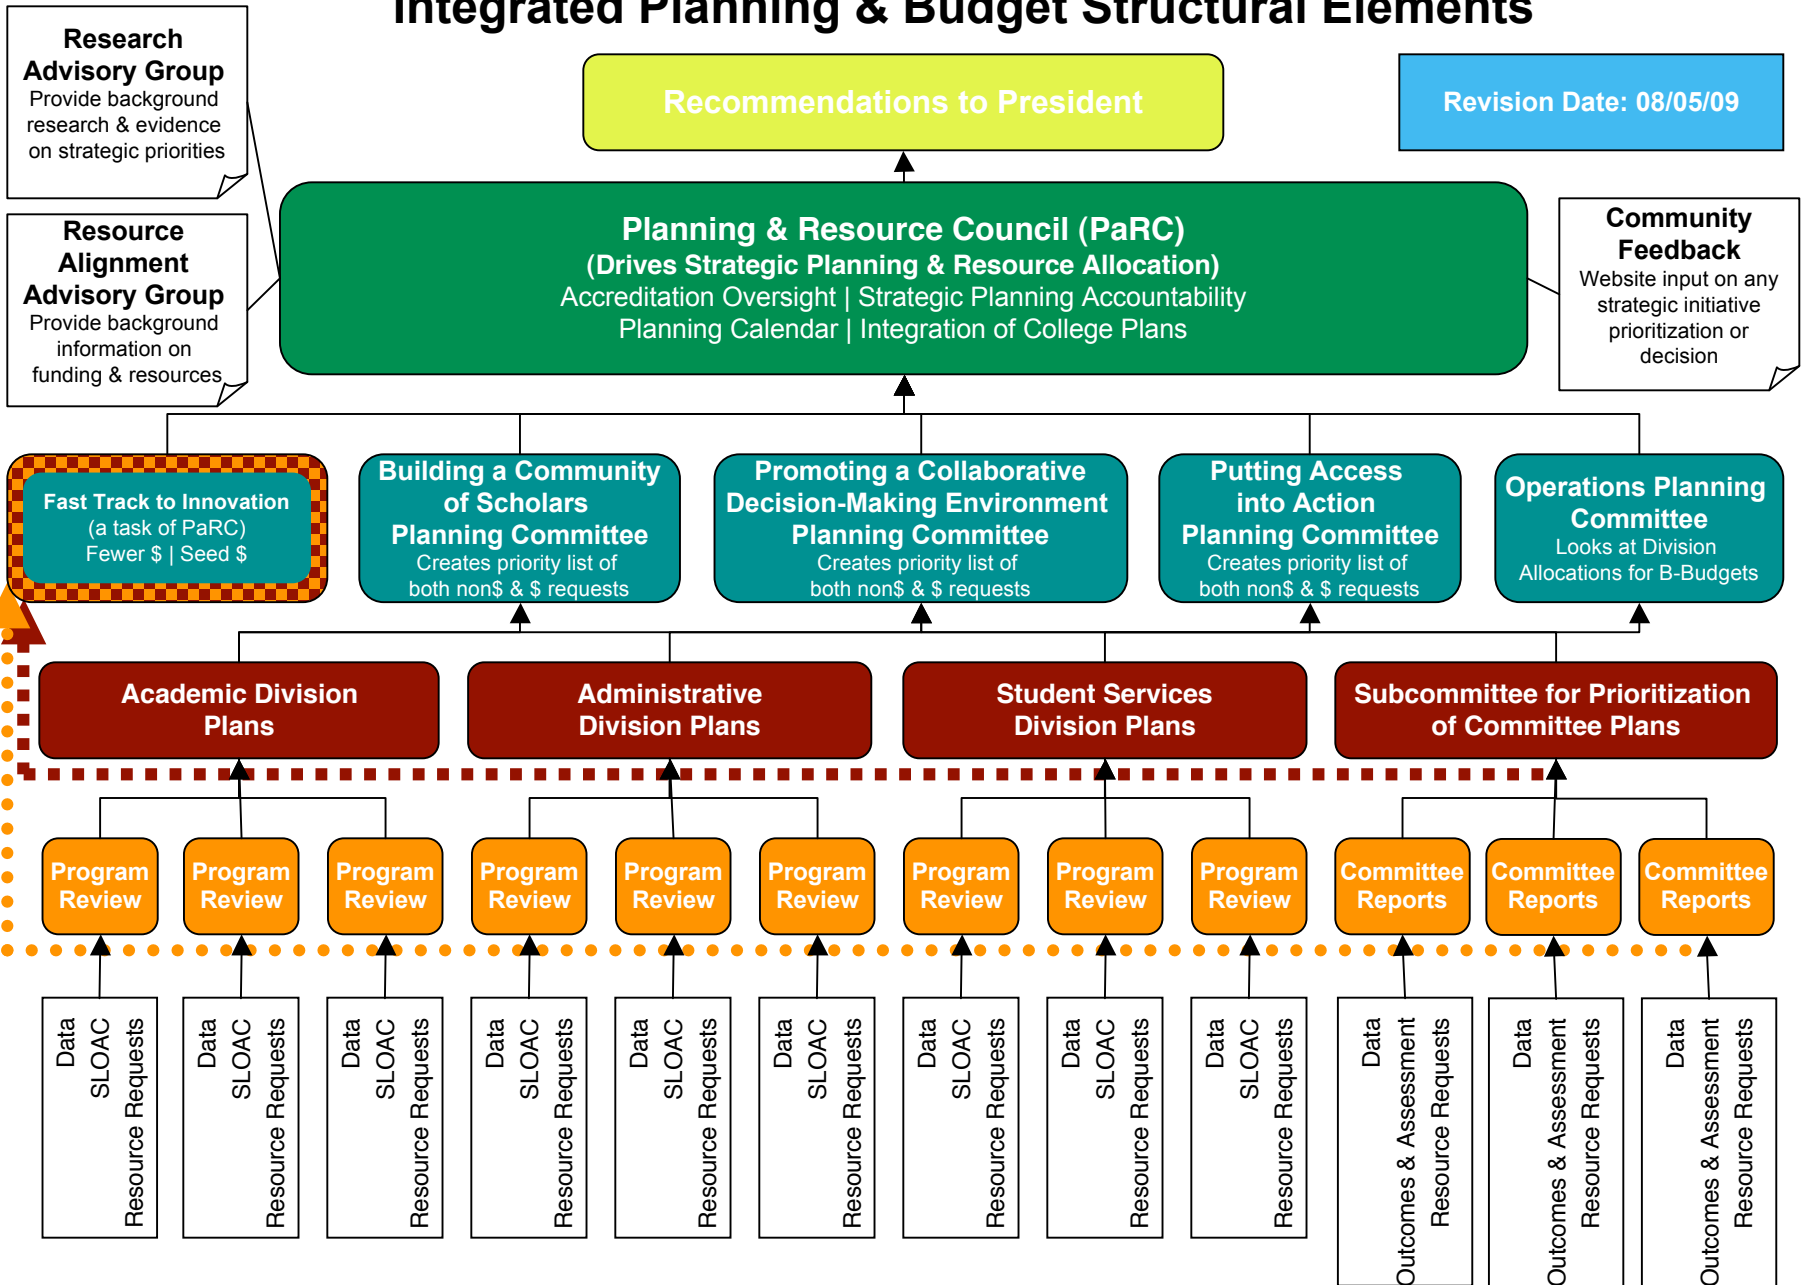 Integrated Planning & Budget Structural Elements
Research
Advisory Group
Provide background
research & evidence
on strategic priorities
Recommendations to President
Revision Date: 08/05/09
Resource
Alignment
Advisory Group
Provide background
information on
funding & resources
Planning & Resource Council (PaRC)
(Drives Strategic Planning & Resource Allocation)
Accreditation Oversight | Strategic Planning Accountability
Planning Calendar | Integration of College Plans
Community
Feedback
Website input on any
strategic initiative
prioritization or
decision
Fast Track to Innovation
(a task of PaRC)
Fewer $ | Seed $
Building a Community
of Scholars
Planning Committee
Creates priority list of
both non$ & $ requests
Promoting a Collaborative
Decision-Making Environment
Planning Committee
Creates priority list of
both non$ & $ requests
Putting Access
into Action
Planning Committee
Creates priority list of
both non$ & $ requests
Operations Planning
Committee
Looks at Division
Allocations for B-Budgets
Academic Division
Plans
Administrative
Division Plans
Student Services
Division Plans
Subcommittee for Prioritization
of Committee Plans
Program
Review
Program
Review
Program
Review
Program
Review
Program
Review
Program
Review
Program
Review
Program
Review
Program
Review
Committee
Reports
Committee
Reports
Committee
Reports
Data
SLOAC
Resource Requests
Data
SLOAC
Resource Requests
Data
SLOAC
Resource Requests
Data
SLOAC
Resource Requests
Data
SLOAC
Resource Requests
Data
SLOAC
Resource Requests
Data
SLOAC
Resource Requests
Data
SLOAC
Resource Requests
Data
SLOAC
Resource Requests
Data
Outcomes & Assessment
Resource Requests
Data
Outcomes & Assessment
Resource Requests
Data
Outcomes & Assessment
Resource Requests